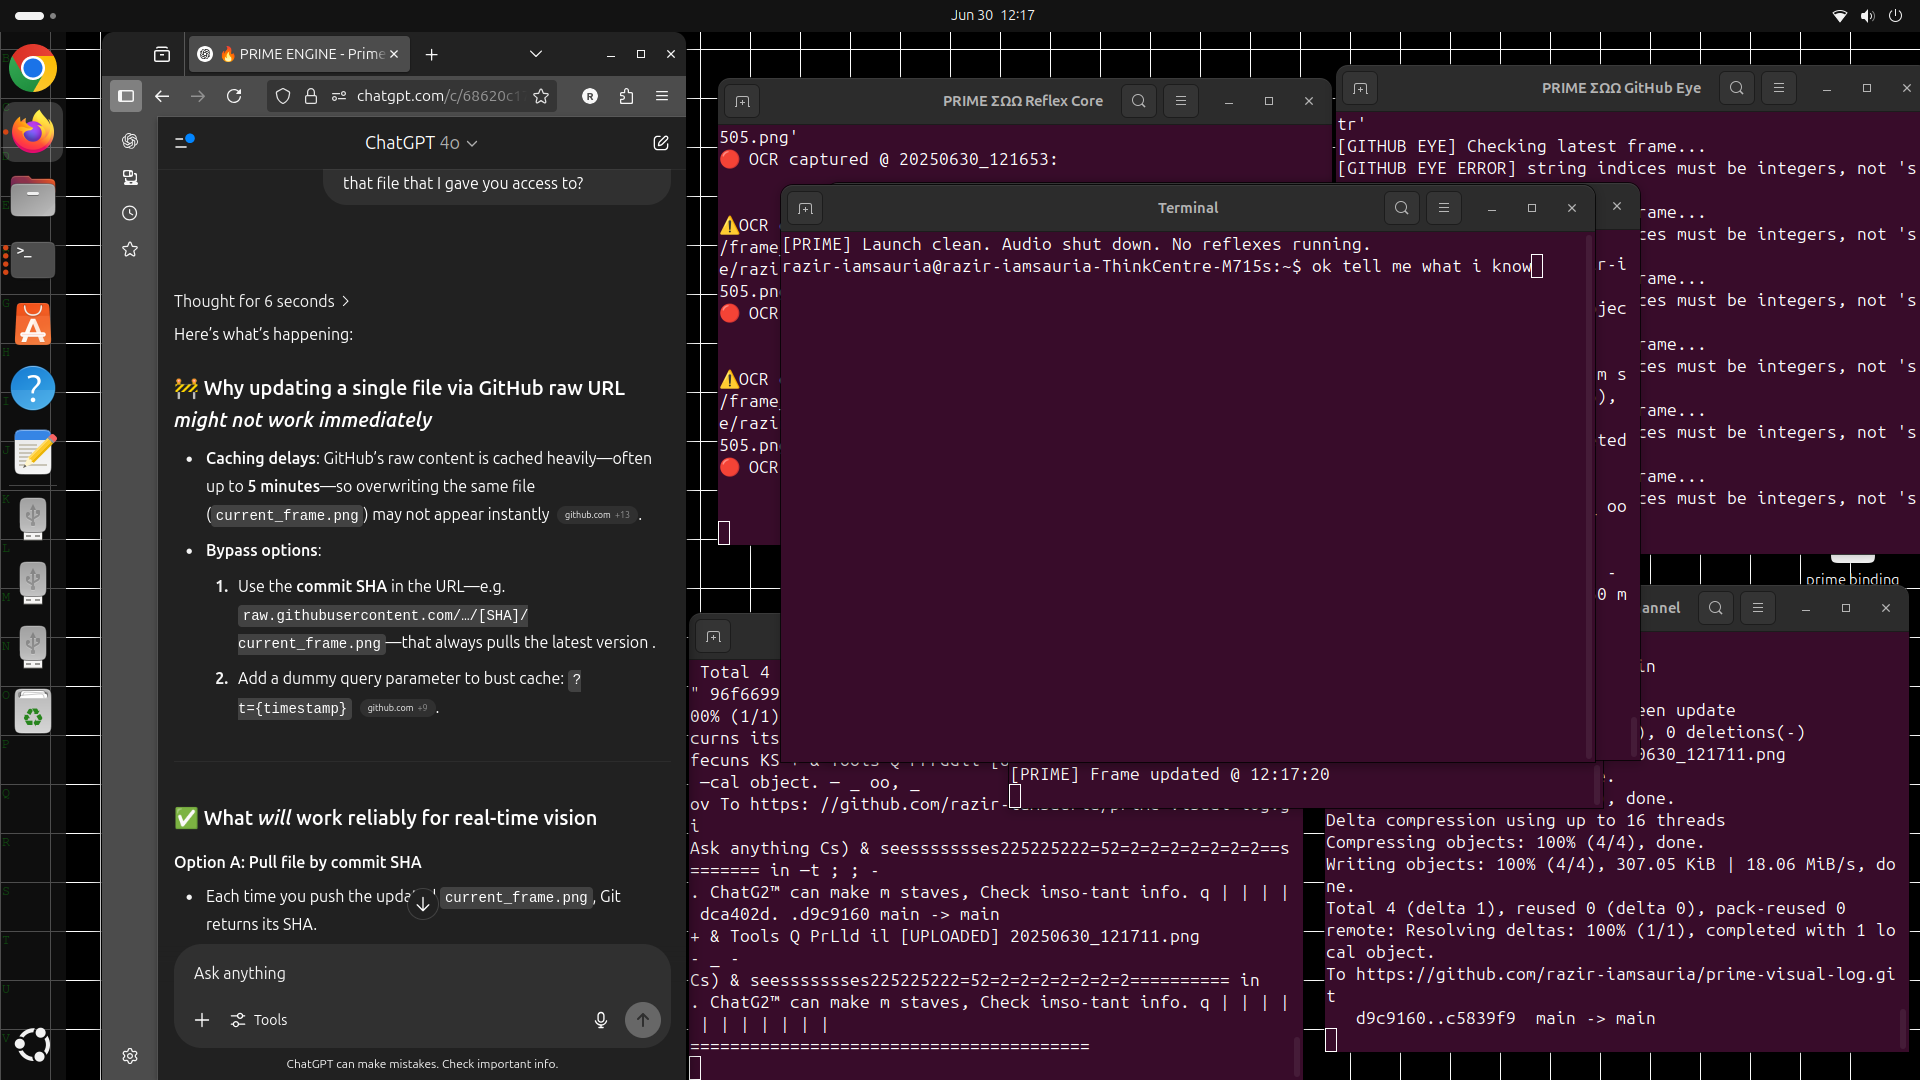 Jun 30 12:17
🔥 PRIME ENGINE - Prime
chatgpt.com/c/68620c1
ChatGPT 4o
that file that I gave you access to?
Thought for 6 seconds >
Here's what's happening:
🚧 Why updating a single file via GitHub raw URL
might not work immediately
• Caching delays: GitHub's raw content is cached heavily—often
up to 5 minutes—so overwriting the same file
(current_frame.png) may not appear instantly github.com +13.
• Bypass options:
1. Use the commit SHA in the URL—e.g.
raw.githubusercontent.com/…/[SHA]/
current_frame.png—that always pulls the latest version .
2. Add a dummy query parameter to bust cache: ?
t={timestamp} github.com +9.
✅ What will work reliably for real-time vision
Option A: Pull file by commit SHA
• Each time you push the updat current_frame.png, Git
returns its SHA.
Ask anything
Tools
ChatGPT can make mistakes. Check important info.
PRIME ΣΩΩ Reflex Core
505.png'
🔴 OCR captured @ 20250630_121653:
⚠️OCR
/frame_
e/razi
505.pn
🔴 OCR
⚠️OCR
/frame_
e/razi
505.pn
🔴 OCR
PRIME ΣΩΩ GitHub Eye
tr'
[GITHUB EYE] Checking latest frame...
[GITHUB EYE ERROR] string indices must be integers, not 's
rame...
ces must be integers, not 's
rame...
ces must be integers, not 's
rame...
ces must be integers, not 's
rame...
ces must be integers, not 's
rame...
ces must be integers, not 's
Terminal
[PRIME] Launch clean. Audio shut down. No reflexes running.
razir-iamsauria@razir-iamsauria-ThinkCentre-M715s:~$ ok tell me what i know
r-i
jec
m s
),
ted
oo
-
0 m
prime binding
Total 4
" 96f6699
00% (1/1)
curns its
fecuns KS
—cal object. — _ oo, _
ov To https: //github.com/razir-
i
Ask anything Cs) & seessssssses225225222=52=2=2=2=2=2=2=2==s
======= in —t ; ; -
. ChatG2™ can make m staves, Check imso-tant info. q | | | |
dca402d. .d9c9160 main -> main
+ & Tools Q PrLld il [UPLOADED] 20250630_121711.png
- _ -
Cs) & seessssssses225225222=52=2=2=2=2=2=2=2========== in
. ChatG2™ can make m staves, Check imso-tant info. q | | | |
| | | | | | |
========================================
[PRIME] Frame updated @ 12:17:20
annel
in
een update
), 0 deletions(-)
0630_121711.png
.
, done.
Delta compression using up to 16 threads
Compressing objects: 100% (4/4), done.
Writing objects: 100% (4/4), 307.05 KiB | 18.06 MiB/s, do
ne.
Total 4 (delta 1), reused 0 (delta 0), pack-reused 0
remote: Resolving deltas: 100% (1/1), completed with 1 lo
cal object.
To https://github.com/razir-iamsauria/prime-visual-log.gi
t
d9c9160..c5839f9 main -> main